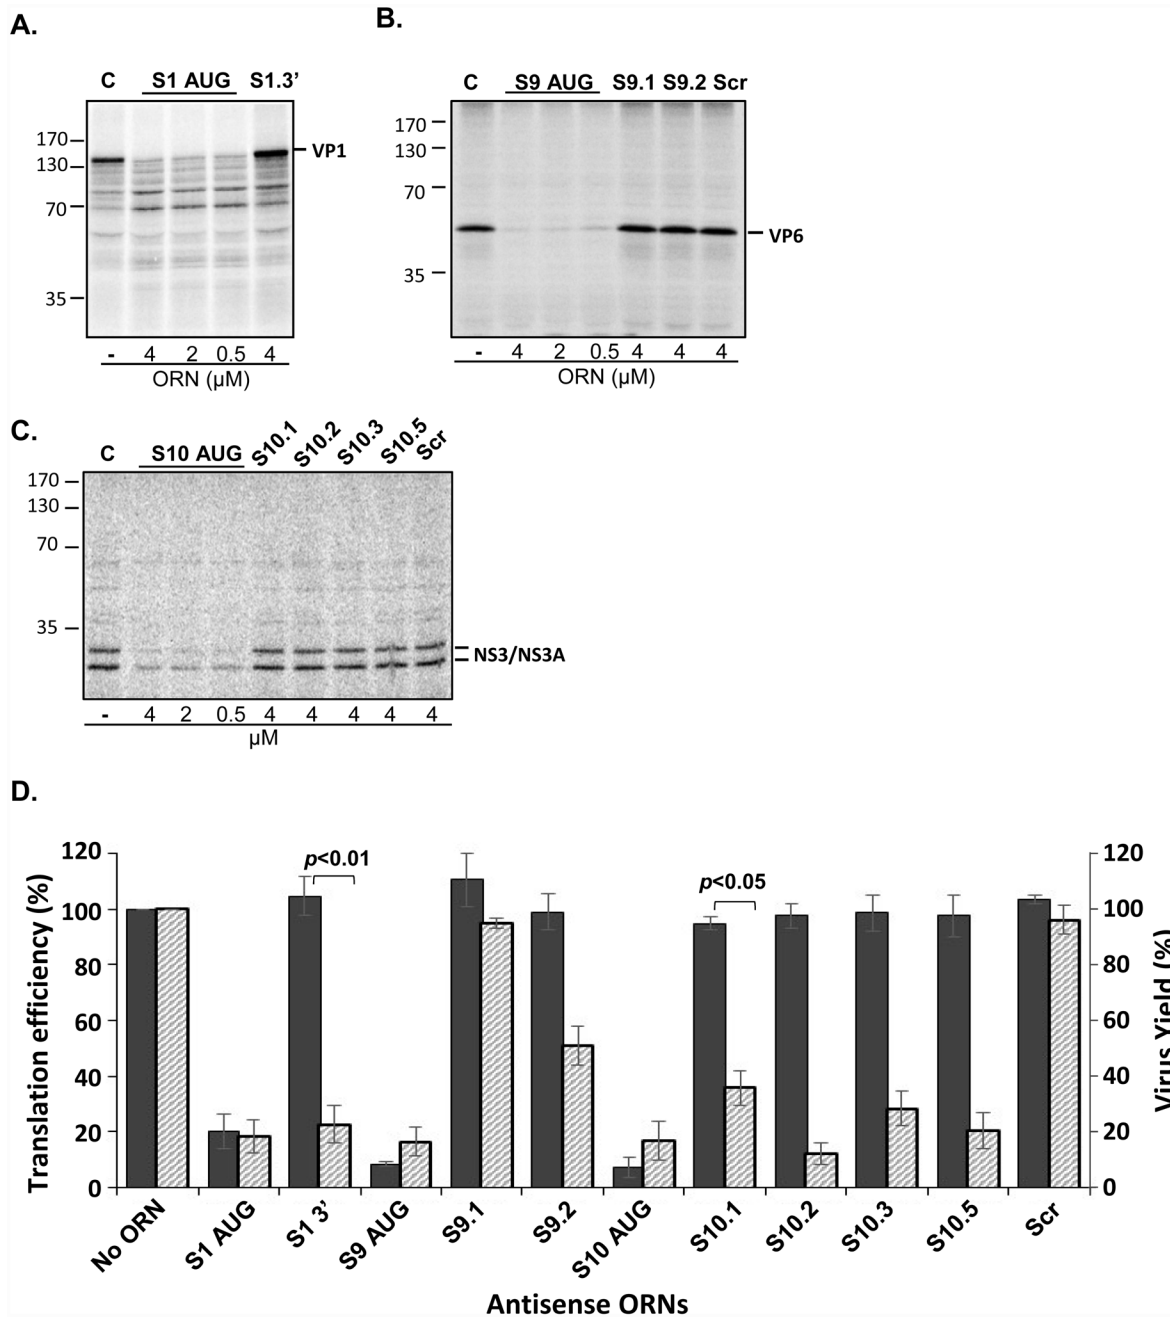 A.
C S1 AUG S1.3'
170
130
70
35
VP1
- 4 2 0.5 4
ORN (µM)
B.
C S9 AUG S9.1 S9.2 Scr
170
130
70
35
VP6
- 4 2 0.5 4 4 4
ORN (µM)
C.
C S10 AUG S10.1 S10.2 S10.3 S10.5 Scr
170
130
70
35
NS3/NS3A
- 4 2 0.5 4 4 4 4 4
µM
D.
Translation efficiency (%)
120
100
80
60
40
20
0
p<0.01
p<0.05
120
100
80
60
40
20
0
Virus Yield (%)
No ORN S1 AUG S1 3' S9 AUG S9.1 S9.2 S10 AUG S10.1 S10.2 S10.3 S10.5 Scr
Antisense ORNs